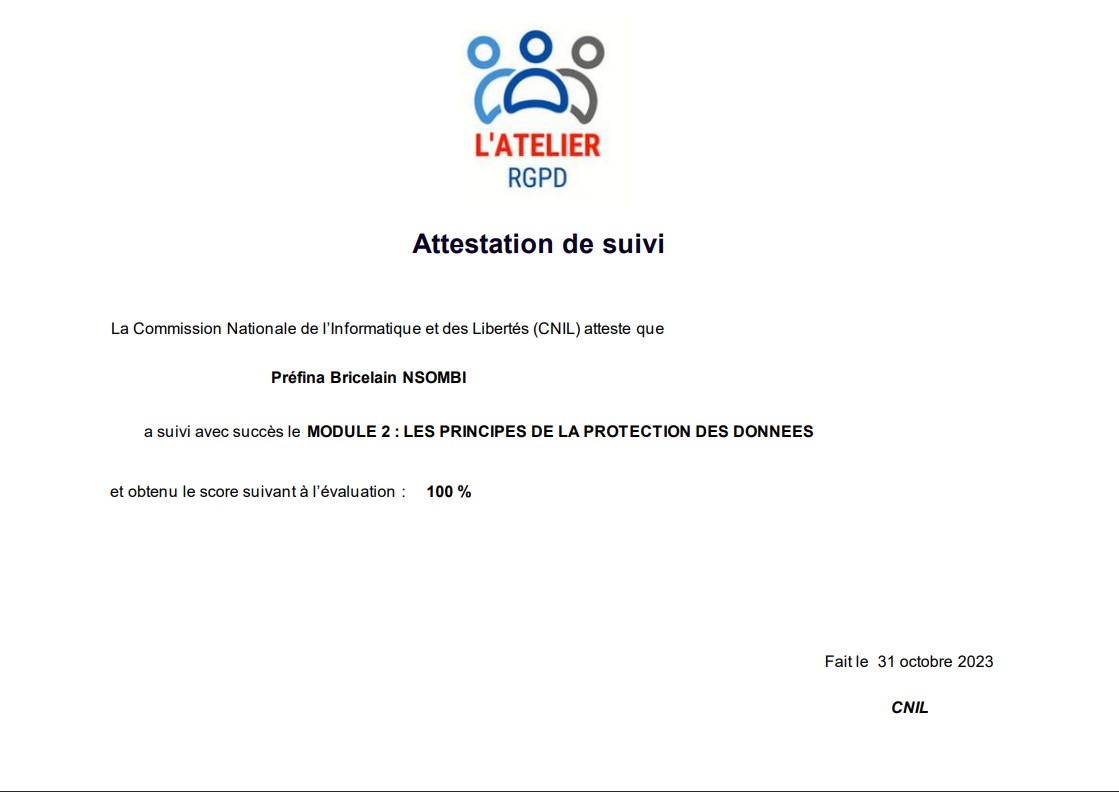 L'ATELIER
RGPD
Attestation de suivi
La Commission Nationale de l’Informatique et des Libertés (CNIL) atteste que
Préfina Bricelain NSOMBI
a suivi avec succès le MODULE 2 : LES PRINCIPES DE LA PROTECTION DES DONNEES
et obtenu le score suivant à l’évaluation : 100 %
Fait le 31 octobre 2023
CNIL